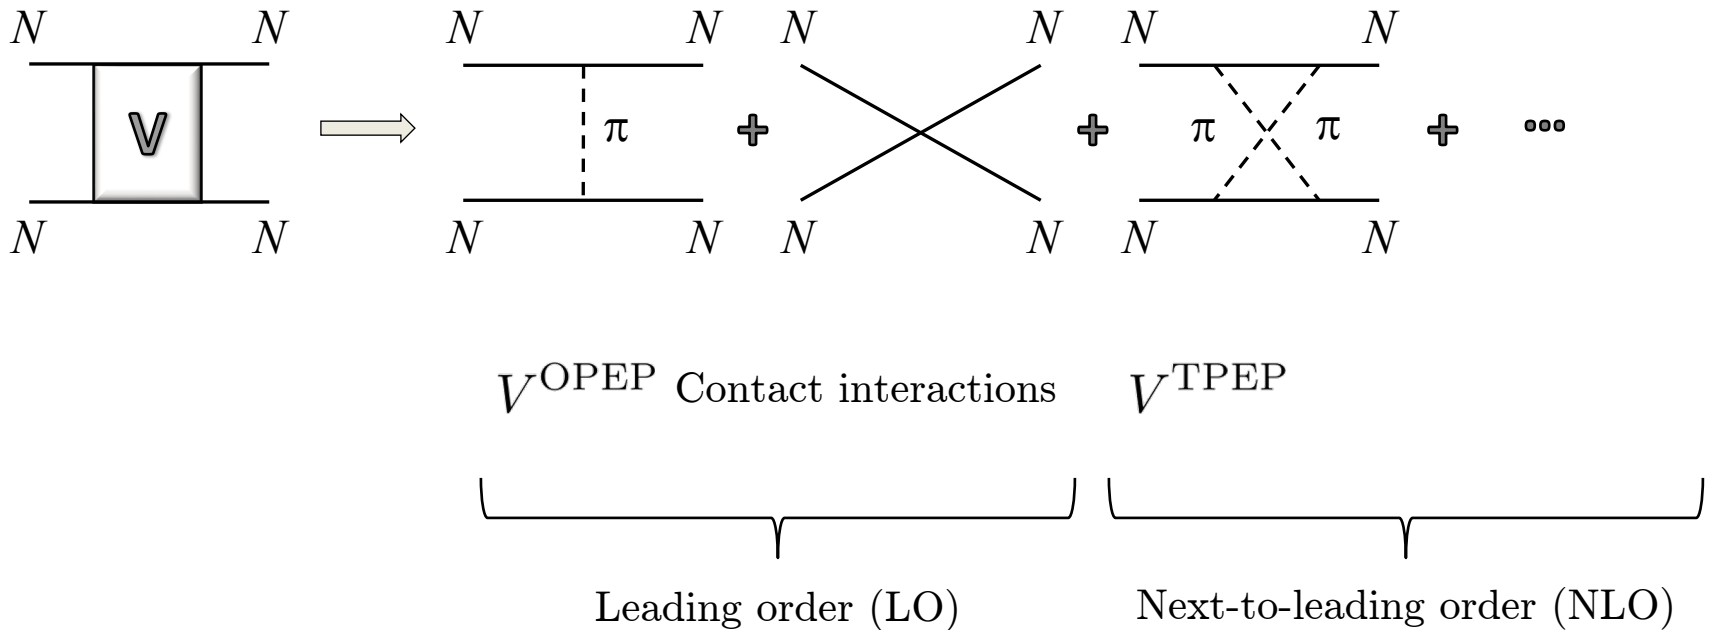 N N N N N N N N
V π + + π π + ...
N N N N N N N N
V^OPEP Contact interactions V^TPEP
Leading order (LO) Next-to-leading order (NLO)